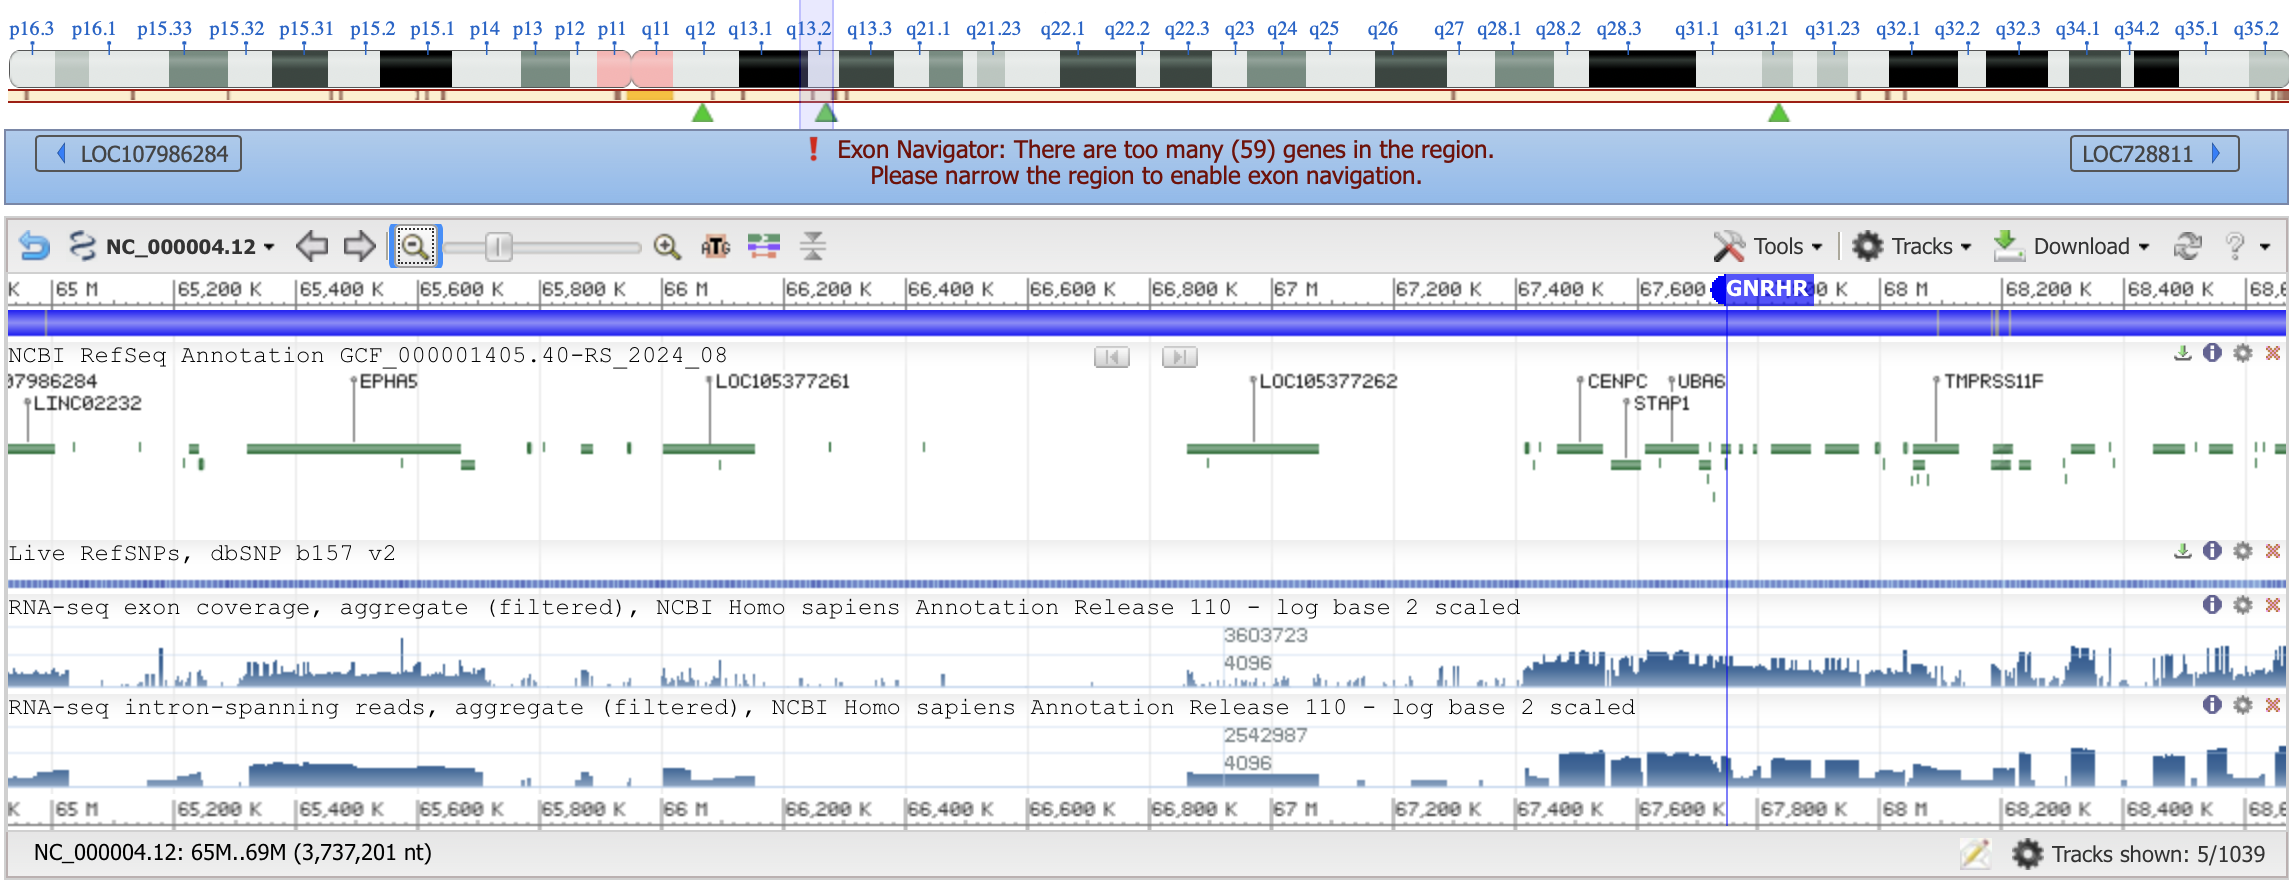 p16.3 p16.1 p15.33 p15.32 p15.31 p15.2 p15.1 p14 p13 p12 p11 q11 q12 q13.1 q13.2 q13.3 q21.1 q21.23 q22.1 q22.2 q22.3 q23 q24 q25 q26 q27 q28.1 q28.2 q28.3 q31.1 q31.21 q31.23 q32.1 q32.2 q32.3 q34.1 q34.2 q35.1 q35.2
LOC107986284
! Exon Navigator: There are too many (59) genes in the region.
Please narrow the region to enable exon navigation.
LOC728811
NC_000004.12 ATG Tools Tracks Download ?
K 65 M 65,200 K 65,400 K 65,600 K 65,800 K 66 M 66,200 K 66,400 K 66,600 K 66,800 K 67 M 67,200 K 67,400 K 67,600 GNRHR 0 K 68 M 68,200 K 68,400 K 68,6
NCBI RefSeq Annotation GCF_000001405.40-RS_2024_08
07986284 EPHA5 LOC105377261 LOC105377262 CENPC UBA6 TMPRSS11F
LINC02232 STAP1
Live RefSNPs, dbSNP b157 v2
RNA-seq exon coverage, aggregate (filtered), NCBI Homo sapiens Annotation Release 110 - log base 2 scaled
3603723
4096
RNA-seq intron-spanning reads, aggregate (filtered), NCBI Homo sapiens Annotation Release 110 - log base 2 scaled
2542987
4096
K 65 M 65,200 K 65,400 K 65,600 K 65,800 K 66 M 66,200 K 66,400 K 66,600 K 66,800 K 67 M 67,200 K 67,400 K 67,600 K 67,800 K 68 M 68,200 K 68,400 K 68,6
NC_000004.12: 65M..69M (3,737,201 nt) Tracks shown: 5/1039